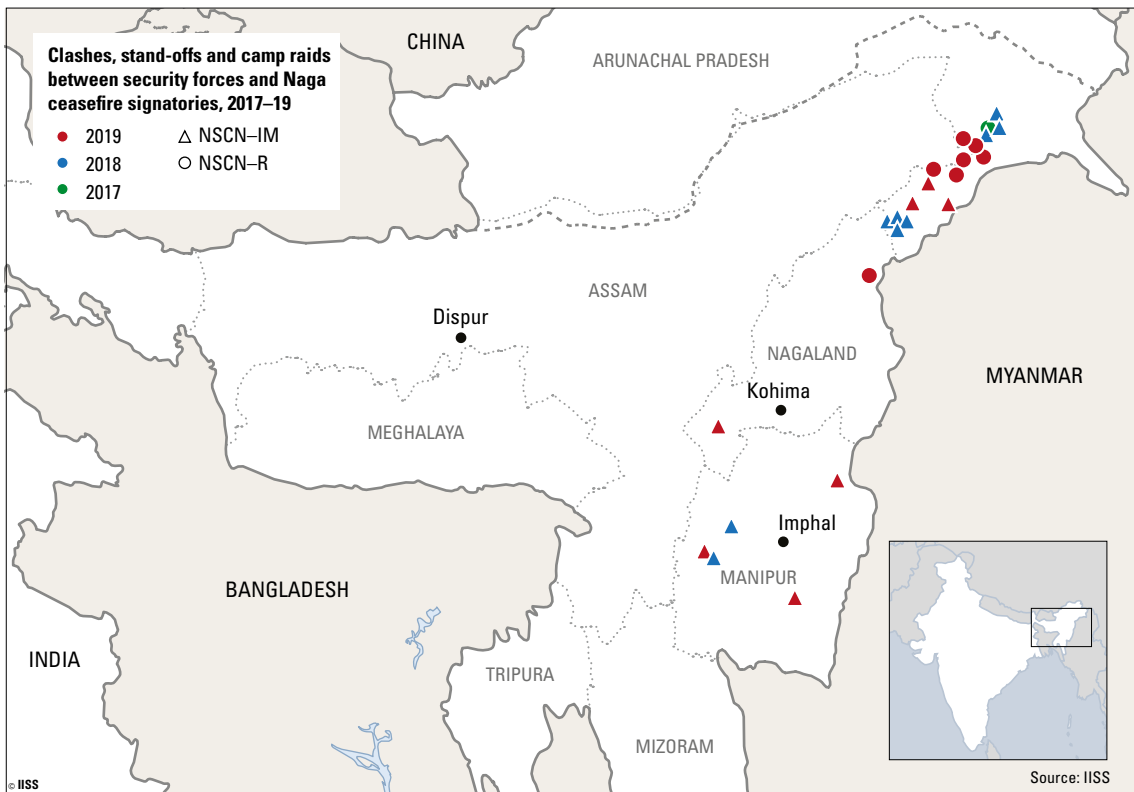 Clashes, stand-offs and camp raids
between security forces and Naga
ceasefire signatories, 2017–19
2019
NSCN–IM
2018
NSCN–R
2017
CHINA
ARUNACHAL PRADESH
ASSAM
Dispur
NAGALAND
MYANMAR
Kohima
MEGHALAYA
Imphal
MANIPUR
BANGLADESH
INDIA
TRIPURA
MIZORAM
Source: IISS
© IISS